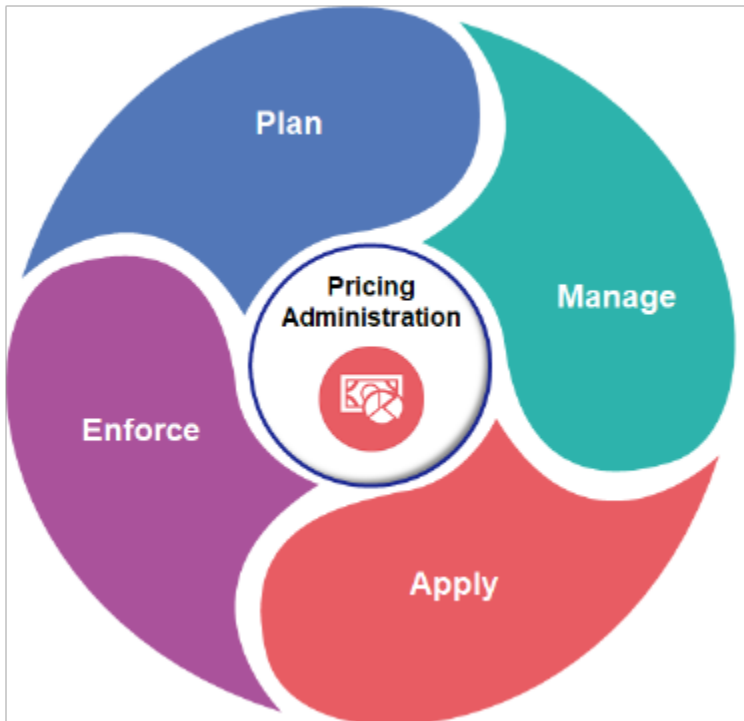 Plan
Manage
Pricing
Administration
Enforce
Apply